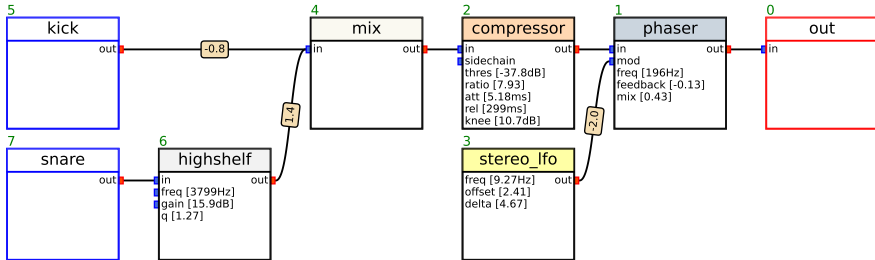 5
kick
out
-0.8
4
mix
in
out
2
compressor
in
out
sidechain
thres [-37.8dB]
ratio [7.93]
att [5.18ms]
rel [299ms]
knee [10.7dB]
1
phaser
in
out
mod
freq [196Hz]
feedback [-0.13]
mix [0.43]
0
out
in
1.4
-2.0
7
snare
out
6
highshelf
in
out
freq [3799Hz]
gain [15.9dB]
q [1.27]
3
stereo_lfo
freq [9.27Hz]
out
offset [2.41]
delta [4.67]